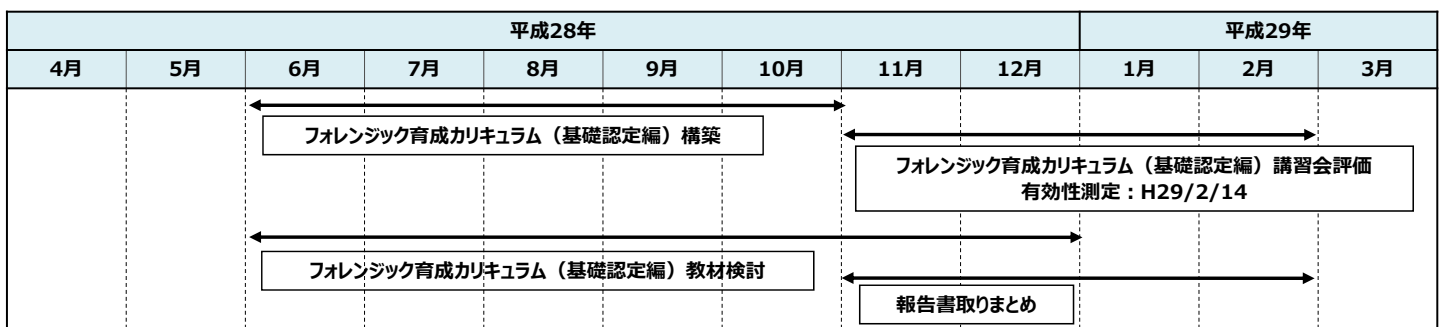 平成28年 平成29年
4月 5月 6月 7月 8月 9月 10月 11月 12月 1月 2月 3月
フォレンジック育成カリキュラム（基礎認定編）構築
フォレンジック育成カリキュラム（基礎認定編）講習会評価
有効性測定：H29/2/14
フォレンジック育成カリキュラム（基礎認定編）教材検討
報告書取りまとめ